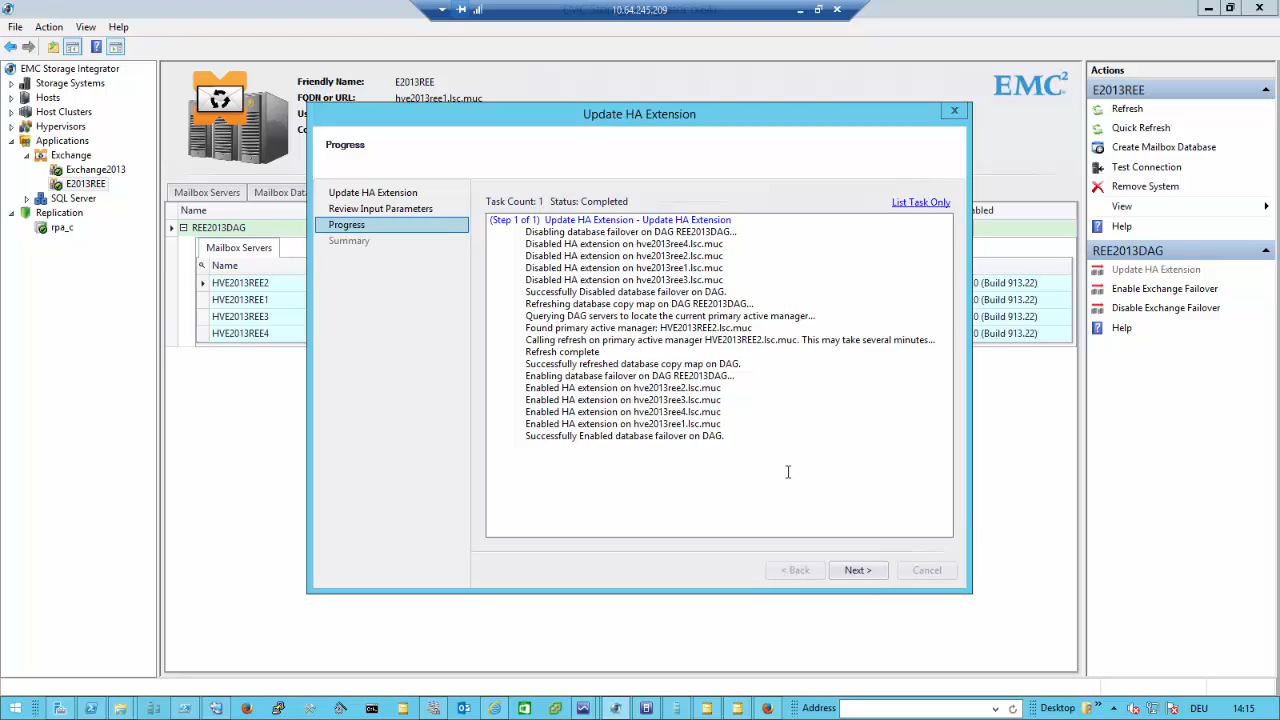 10.64.245.209
File Action View Help
EMC Storage Integrator
Storage Systems
Hosts
Host Clusters
Hypervisors
Applications
Exchange
Exchange2013
E2013REE
SQL Server
Replication
rpa_c
Friendly Name: E2013REE
FQDN or URL: hve2013ree1.lsc.muc
EMC²
Mailbox Servers
Name
REE2013DAG
Mailbox Servers
Name
HVE2013REE2
HVE2013REE1
HVE2013REE3
HVE2013REE4
0 (Build 913.22)
0 (Build 913.22)
0 (Build 913.22)
0 (Build 913.22)
Update HA Extension
Progress
Update HA Extension
Review Input Parameters
Progress
Summary
Task Count: 1 Status: Completed List Task Only
(Step 1 of 1) Update HA Extension - Update HA Extension
Disabling database failover on DAG REE2013DAG...
Disabled HA extension on hve2013ree4.lsc.muc
Disabled HA extension on hve2013ree2.lsc.muc
Disabled HA extension on hve2013ree1.lsc.muc
Disabled HA extension on hve2013ree3.lsc.muc
Successfully Disabled database failover on DAG.
Refreshing database copy map on DAG REE2013DAG...
Querying DAG servers to locate the current primary active manager...
Found primary active manager: HVE2013REE2.lsc.muc
Calling refresh on primary active manager HVE2013REE2.lsc.muc. This may take several minutes...
Refresh complete
Successfully refreshed database copy map on DAG.
Enabling database failover on DAG REE2013DAG...
Enabled HA extension on hve2013ree2.lsc.muc
Enabled HA extension on hve2013ree3.lsc.muc
Enabled HA extension on hve2013ree4.lsc.muc
Enabled HA extension on hve2013ree1.lsc.muc
Successfully Enabled database failover on DAG.
< Back Next > Cancel
Actions
E2013REE
Refresh
Quick Refresh
Create Mailbox Database
Test Connection
Remove System
View
Help
REE2013DAG
Update HA Extension
Enable Exchange Failover
Disable Exchange Failover
Help
Address Desktop DEU 14:15